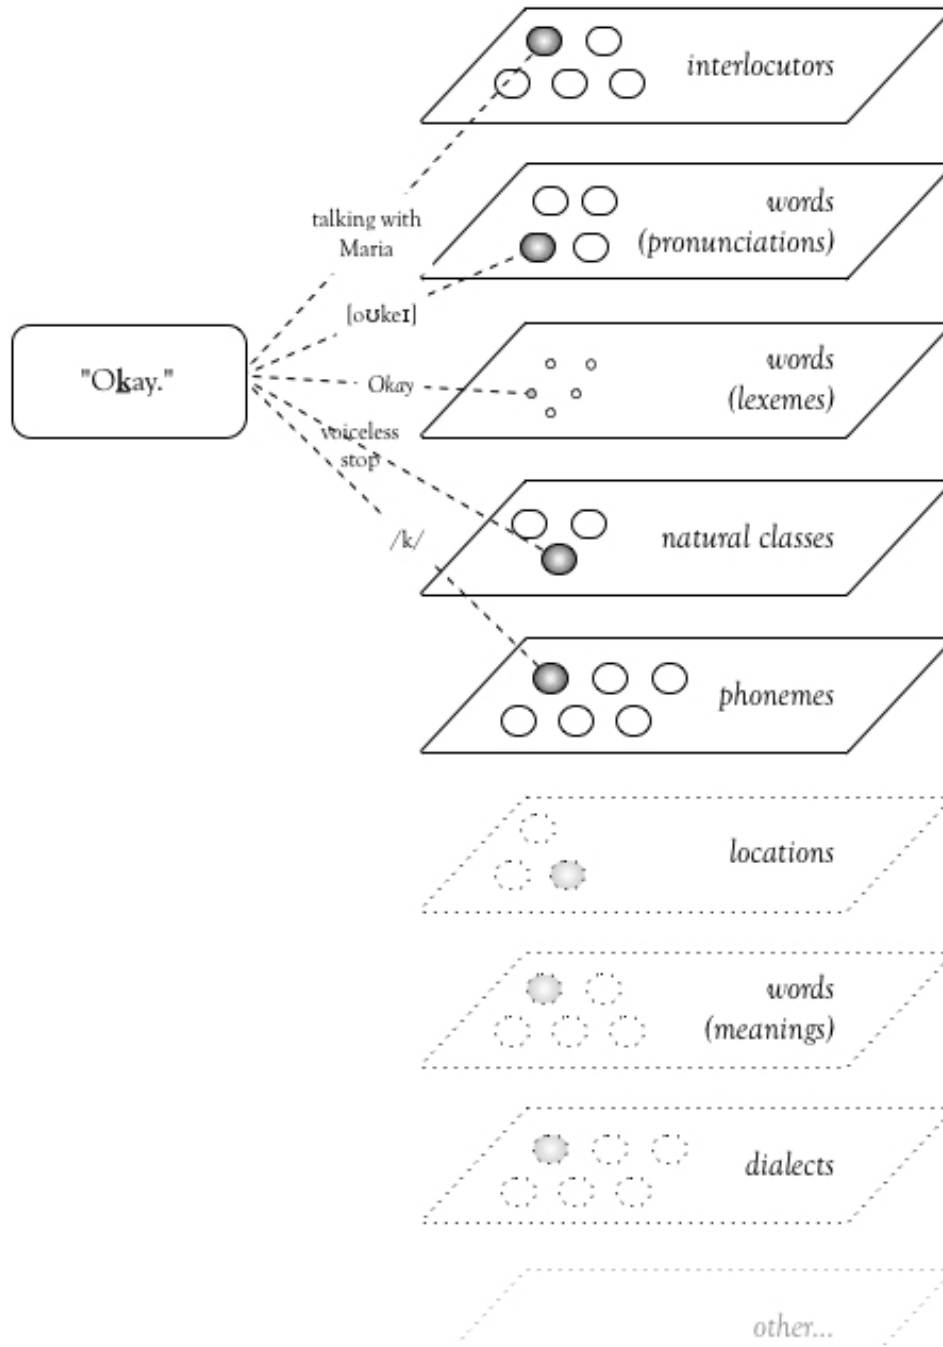 interlocutors
talking with
Maria
words
(pronunciations)
[oʊkeɪ]
"Okay."
Okay
words
(lexemes)
voiceless
stop
natural classes
/k/
phonemes
locations
words
(meanings)
dialects
other...